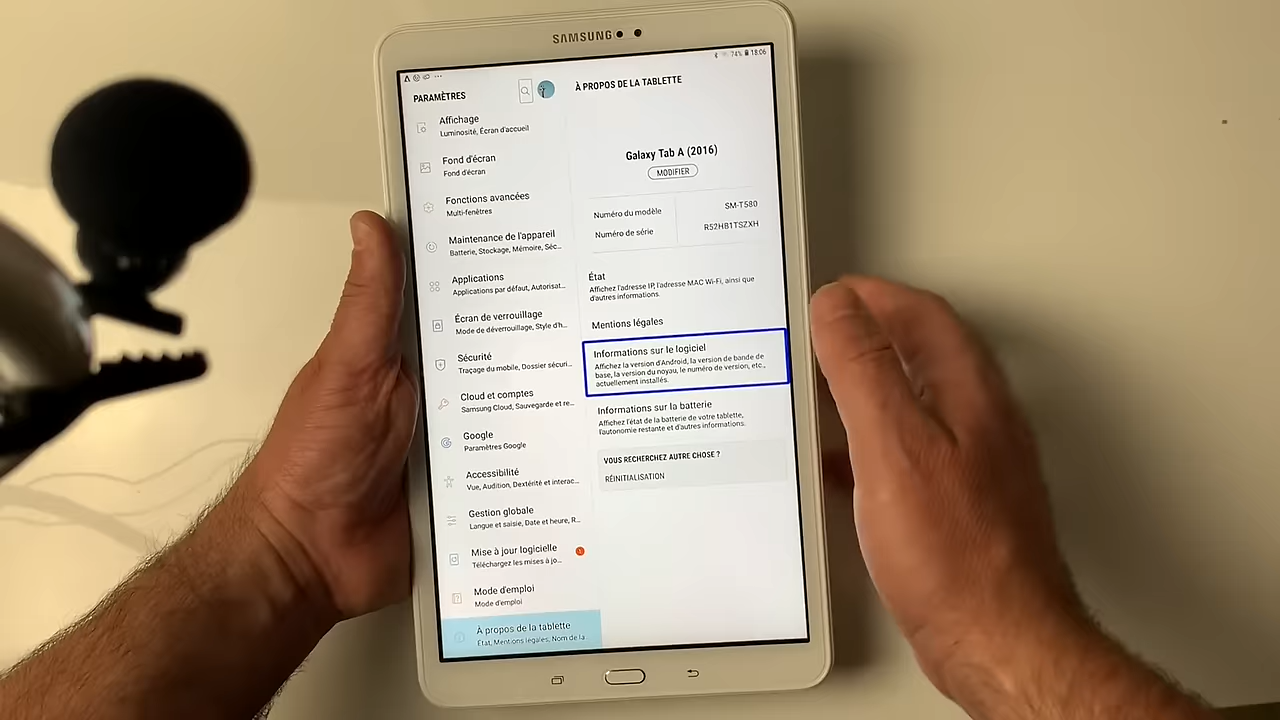 SAMSUNG
74% 18:06
PARAMÈTRES
Affichage
Luminosité, Écran d'accueil
Fond d'écran
Fond d'écran
Fonctions avancées
Multi-fenêtres
Maintenance de l'appareil
Batterie, Stockage, Mémoire, Séc...
Applications
Applications par défaut, Autorisat...
Écran de verrouillage
Mode de déverrouillage, Style d'h...
Sécurité
Traçage du mobile, Dossier sécuri...
Cloud et comptes
Samsung Cloud, Sauvegarde et re...
Google
Paramètres Google
Accessibilité
Vue, Audition, Dextérité et interac...
Gestion globale
Langue et saisie, Date et heure, R...
Mise à jour logicielle
Téléchargez les mises à jo...
Mode d'emploi
Mode d'emploi
À propos de la tablette
État, Mentions légales, Nom de la
À PROPOS DE LA TABLETTE
Galaxy Tab A (2016)
MODIFIER
Numéro du modèle SM-T580
Numéro de série R52HB1TSZXH
État
Affichez l'adresse IP, l'adresse MAC Wi-Fi, ainsi que
d'autres informations.
Mentions légales
Informations sur le logiciel
Affichez la version d'Android, la version de bande de
base, la version du noyau, le numéro de version, etc.,
actuellement installés.
Informations sur la batterie
Affichez l'état de la batterie de votre tablette,
l'autonomie restante et d'autres informations.
VOUS RECHERCHEZ AUTRE CHOSE ?
RÉINITIALISATION